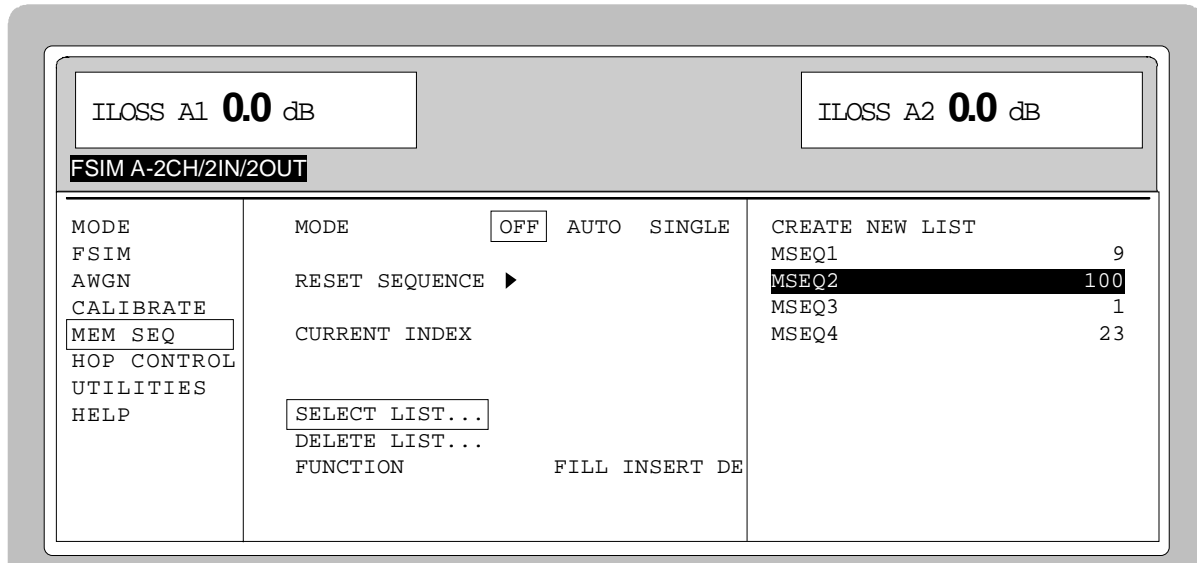 ILOSS A1 0.0 dB
ILOSS A2 0.0 dB
FSIM A-2CH/2IN/2OUT
MODE
FSIM
AWGN
CALIBRATE
MEM SEQ
HOP CONTROL
UTILITIES
HELP
MODE OFF AUTO SINGLE
RESET SEQUENCE
CURRENT INDEX
SELECT LIST...
DELETE LIST...
FUNCTION FILL INSERT DE
CREATE NEW LIST
MSEQ1 9
MSEQ2 100
MSEQ3 1
MSEQ4 23